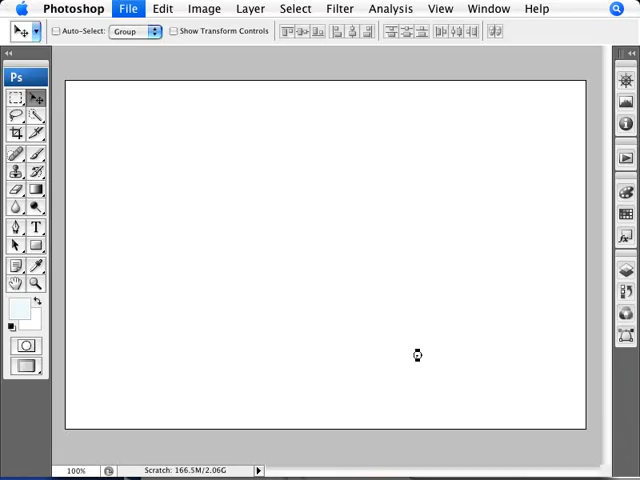 Photoshop File Edit Image Layer Select Filter Analysis View Window Help
Auto-Select: Group Show Transform Controls
Ps
T
100% Scratch: 166.5M/2.06G